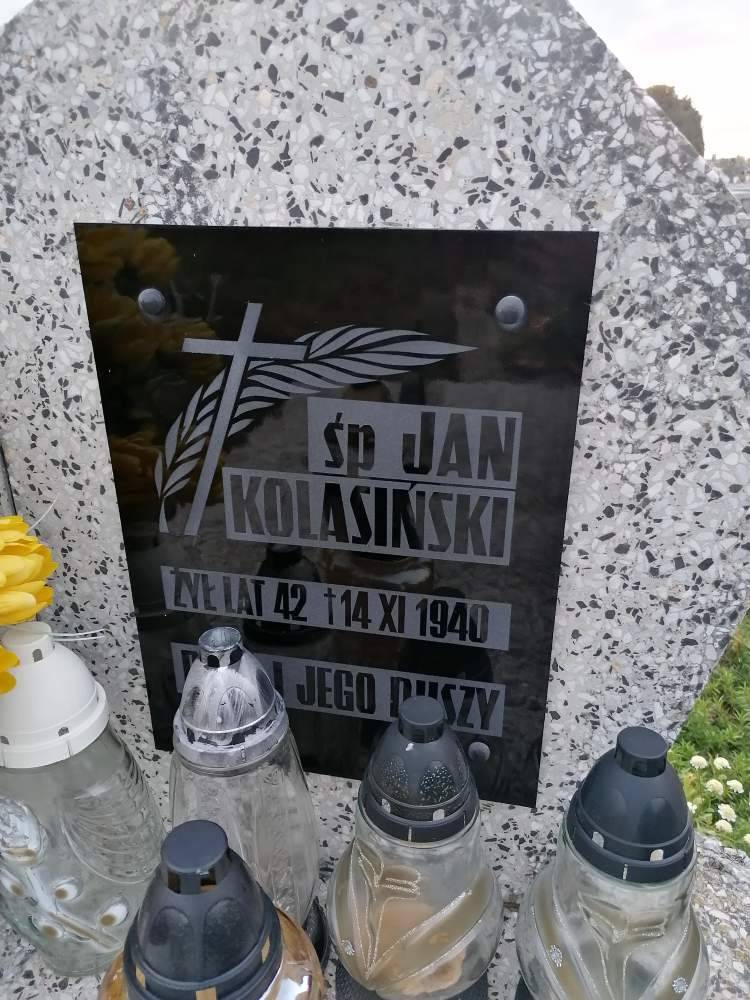 śp JAN
KOLASIŃSKI
ŻYŁ LAT 42 †14 XI 1940
JEGO DUSZY